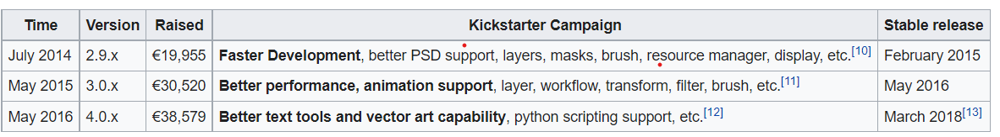 Time Version Raised Kickstarter Campaign Stable release
July 2014 2.9.x €19,955 Faster Development, better PSD support, layers, masks, brush, resource manager, display, etc.[10] February 2015
May 2015 3.0.x €30,520 Better performance, animation support, layer, workflow, transform, filter, brush, etc.[11] May 2016
May 2016 4.0.x €38,579 Better text tools and vector art capability, python scripting support, etc.[12] March 2018[13]